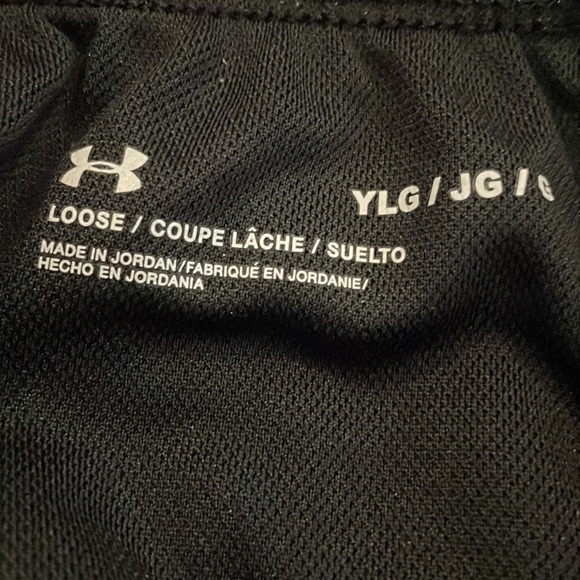 YLG / JG / G
LOOSE / COUPE LÂCHE / SUELTO
MADE IN JORDAN / FABRIQUÉ EN JORDANIE /
HECHO EN JORDANIA